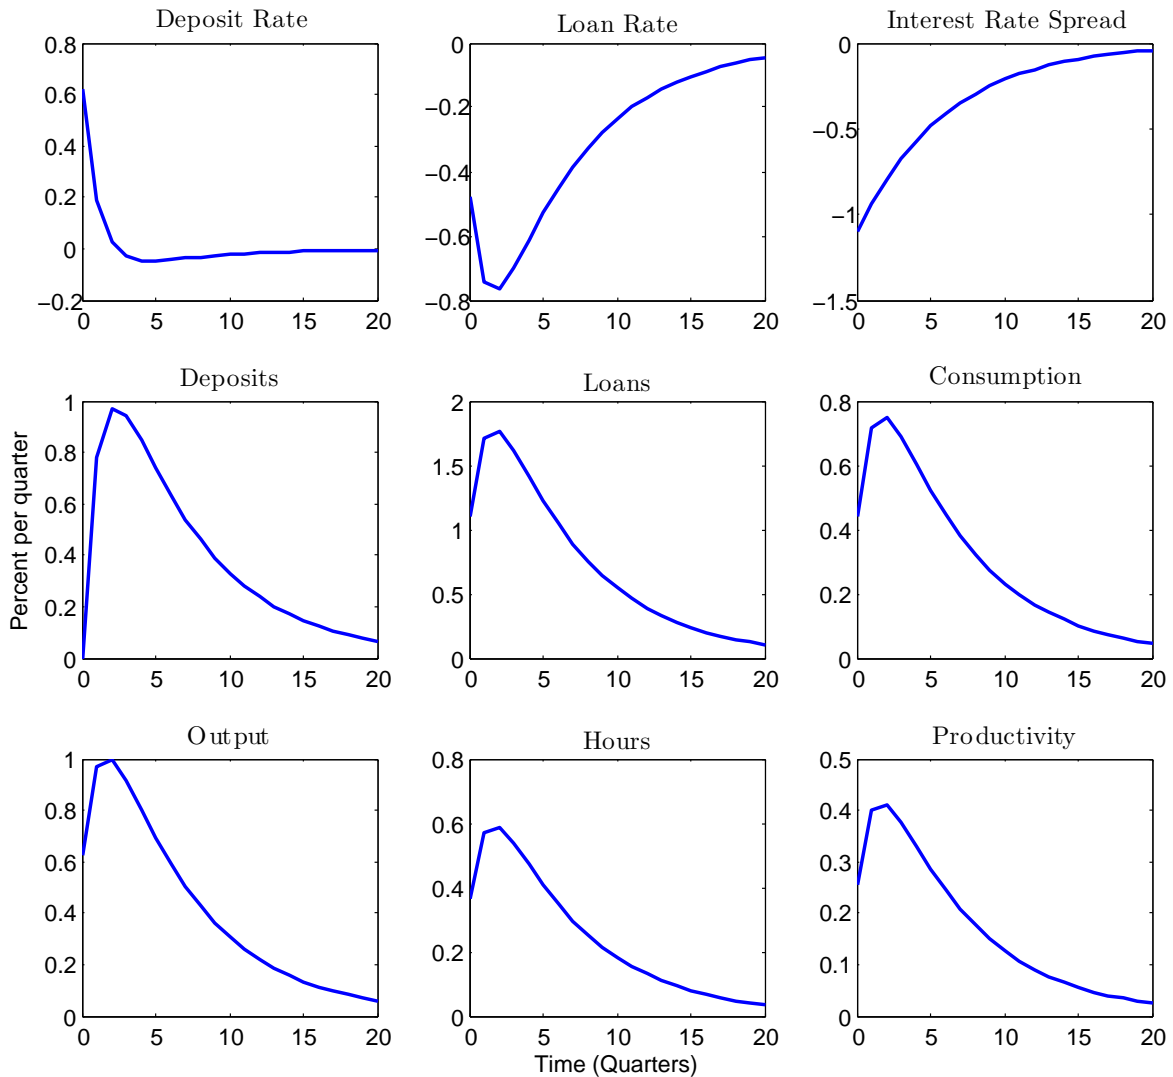 Deposit Rate
0.8
0.6
0.4
0.2
0
−0.2
0 5 10 15 20
Loan Rate
0
−0.2
−0.4
−0.6
−0.8
0 5 10 15 20
Interest Rate Spread
0
−0.5
−1
−1.5
0 5 10 15 20
Deposits
Percent per quarter
1
0.8
0.6
0.4
0.2
0
0 5 10 15 20
Loans
2
1.5
1
0.5
0
0 5 10 15 20
Consumption
0.8
0.6
0.4
0.2
0
0 5 10 15 20
Output
1
0.8
0.6
0.4
0.2
0
0 5 10 15 20
Hours
0.8
0.6
0.4
0.2
0
0 5 10 15 20
Time (Quarters)
Productivity
0.5
0.4
0.3
0.2
0.1
0
0 5 10 15 20